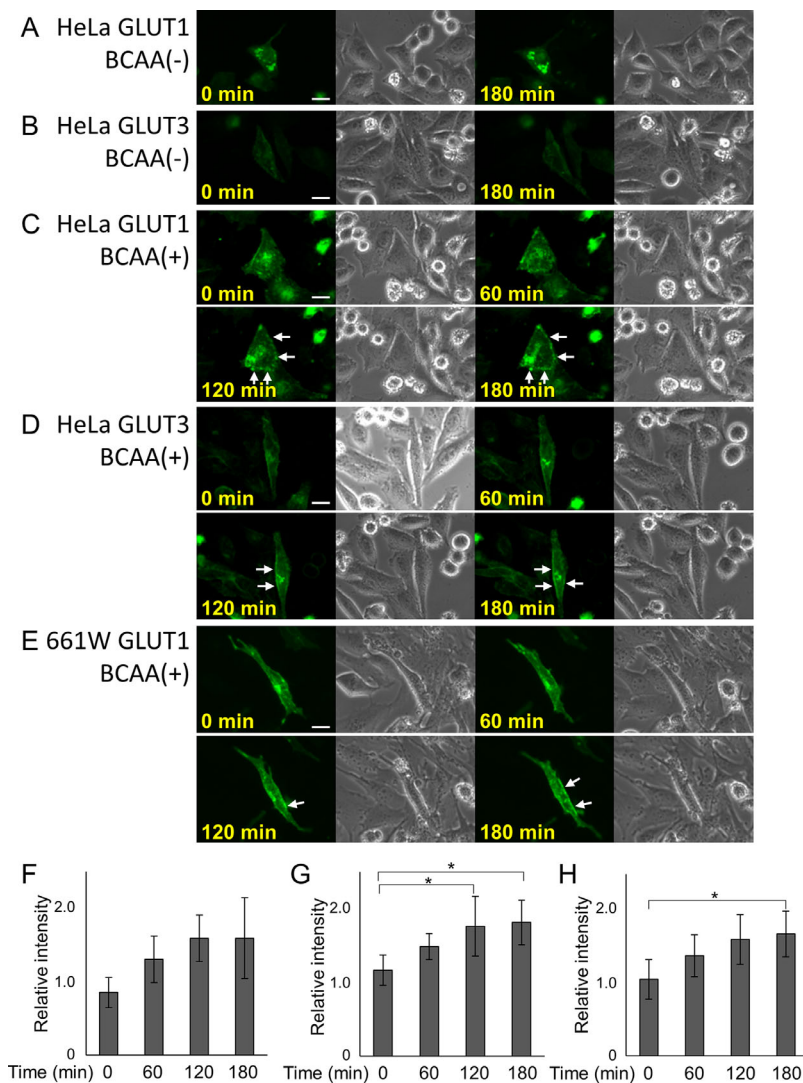 A HeLa GLUT1
BCAA(-)
0 min
180 min
B HeLa GLUT3
BCAA(-)
0 min
180 min
C HeLa GLUT1
BCAA(+)
0 min
60 min
120 min
180 min
D HeLa GLUT3
BCAA(+)
0 min
60 min
120 min
180 min
E 661W GLUT1
BCAA(+)
0 min
60 min
120 min
180 min
F
Relative intensity
2.0
1.0
0
Time (min) 0 60 120 180
G
Relative intensity
2.0
1.0
0
*
*
Time (min) 0 60 120 180
H
Relative intensity
2.0
1.0
0
*
Time (min) 0 60 120 180